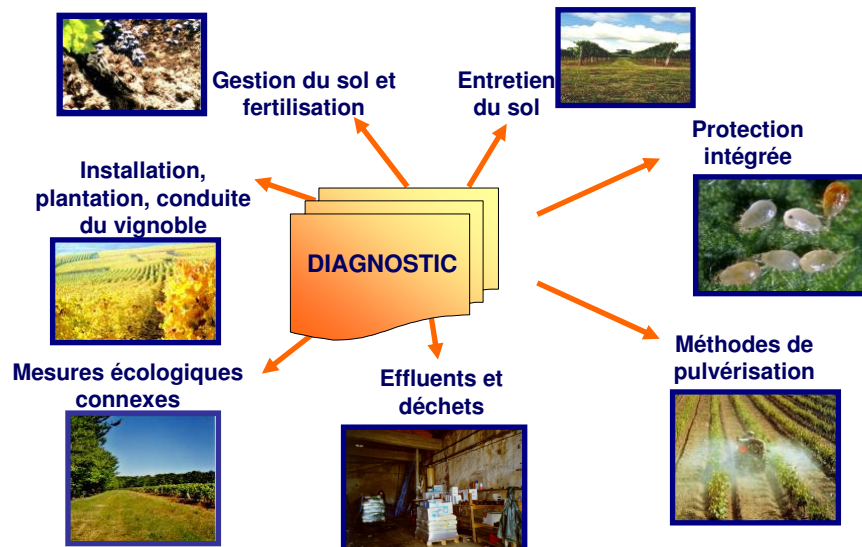 Gestion du sol et
fertilisation
Entretien
du sol
Protection
intégrée
Installation,
plantation, conduite
du vignoble
DIAGNOSTIC
Mesures écologiques
connexes
Effluents et
déchets
Méthodes de
pulvérisation